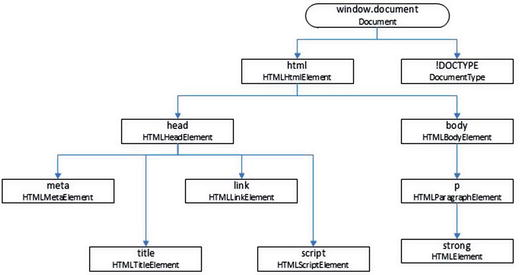 window.document
Document
html
HTMLHtmlElement
!DOCTYPE
DocumentType
head
HTMLHeadElement
body
HTMLBodyElement
meta
HTMLMetaElement
link
HTMLLinkElement
p
HTMLParagraphElement
title
HTMLTitleElement
script
HTMLScriptElement
strong
HTMLElement